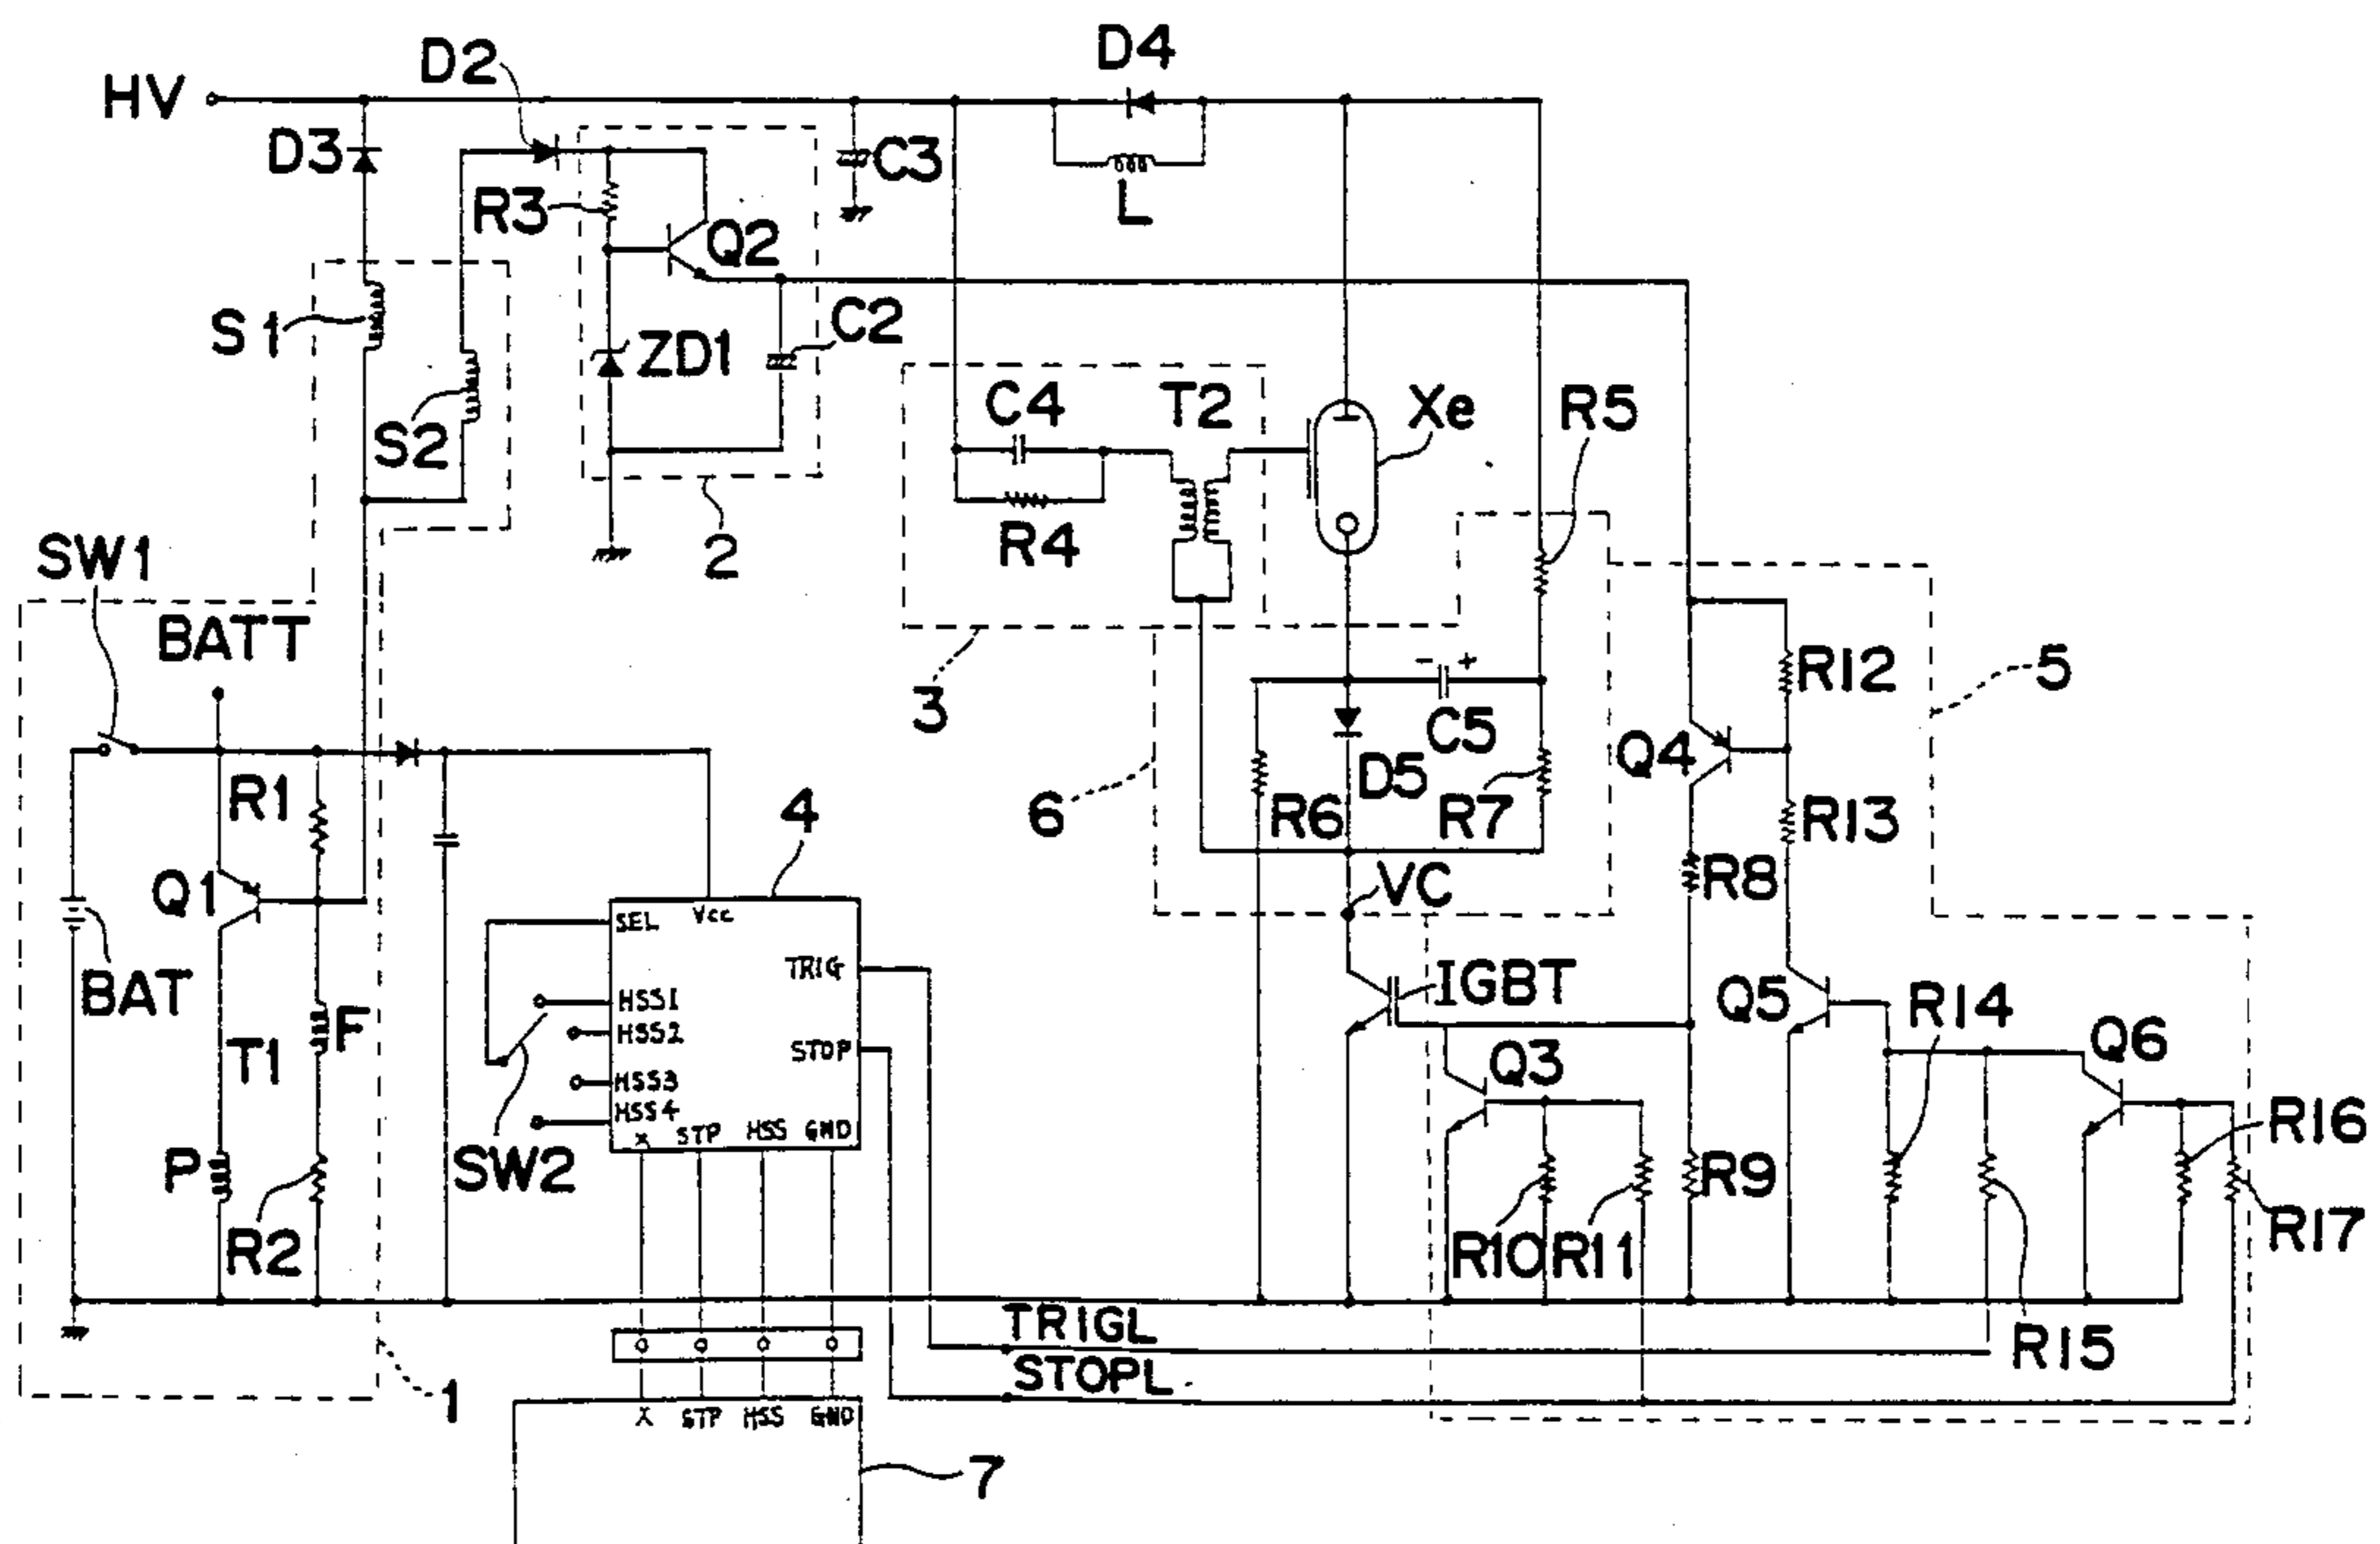 D4
D2
HV
D3
C3
R3
L
Q2
S1
C2
ZD1
C4
T2
Xe
R5
S2
SW1
R4
2
BATT
R12
5
3
C5
Q4
R1
4
D5
6
R6
R7
R13
Q1
VC
R8
SEL
Vcc
BAT
TRIG
IGBT
Q5
R14
HSS1
F
HSS2
T1
STOP
Q3
Q6
HSS3
HSS4
R16
X STP HSS GND
P
SW2
R9
R2
R10 R11
R17
TRIGL
R15
STOPL
1
X STP HSS GND
7